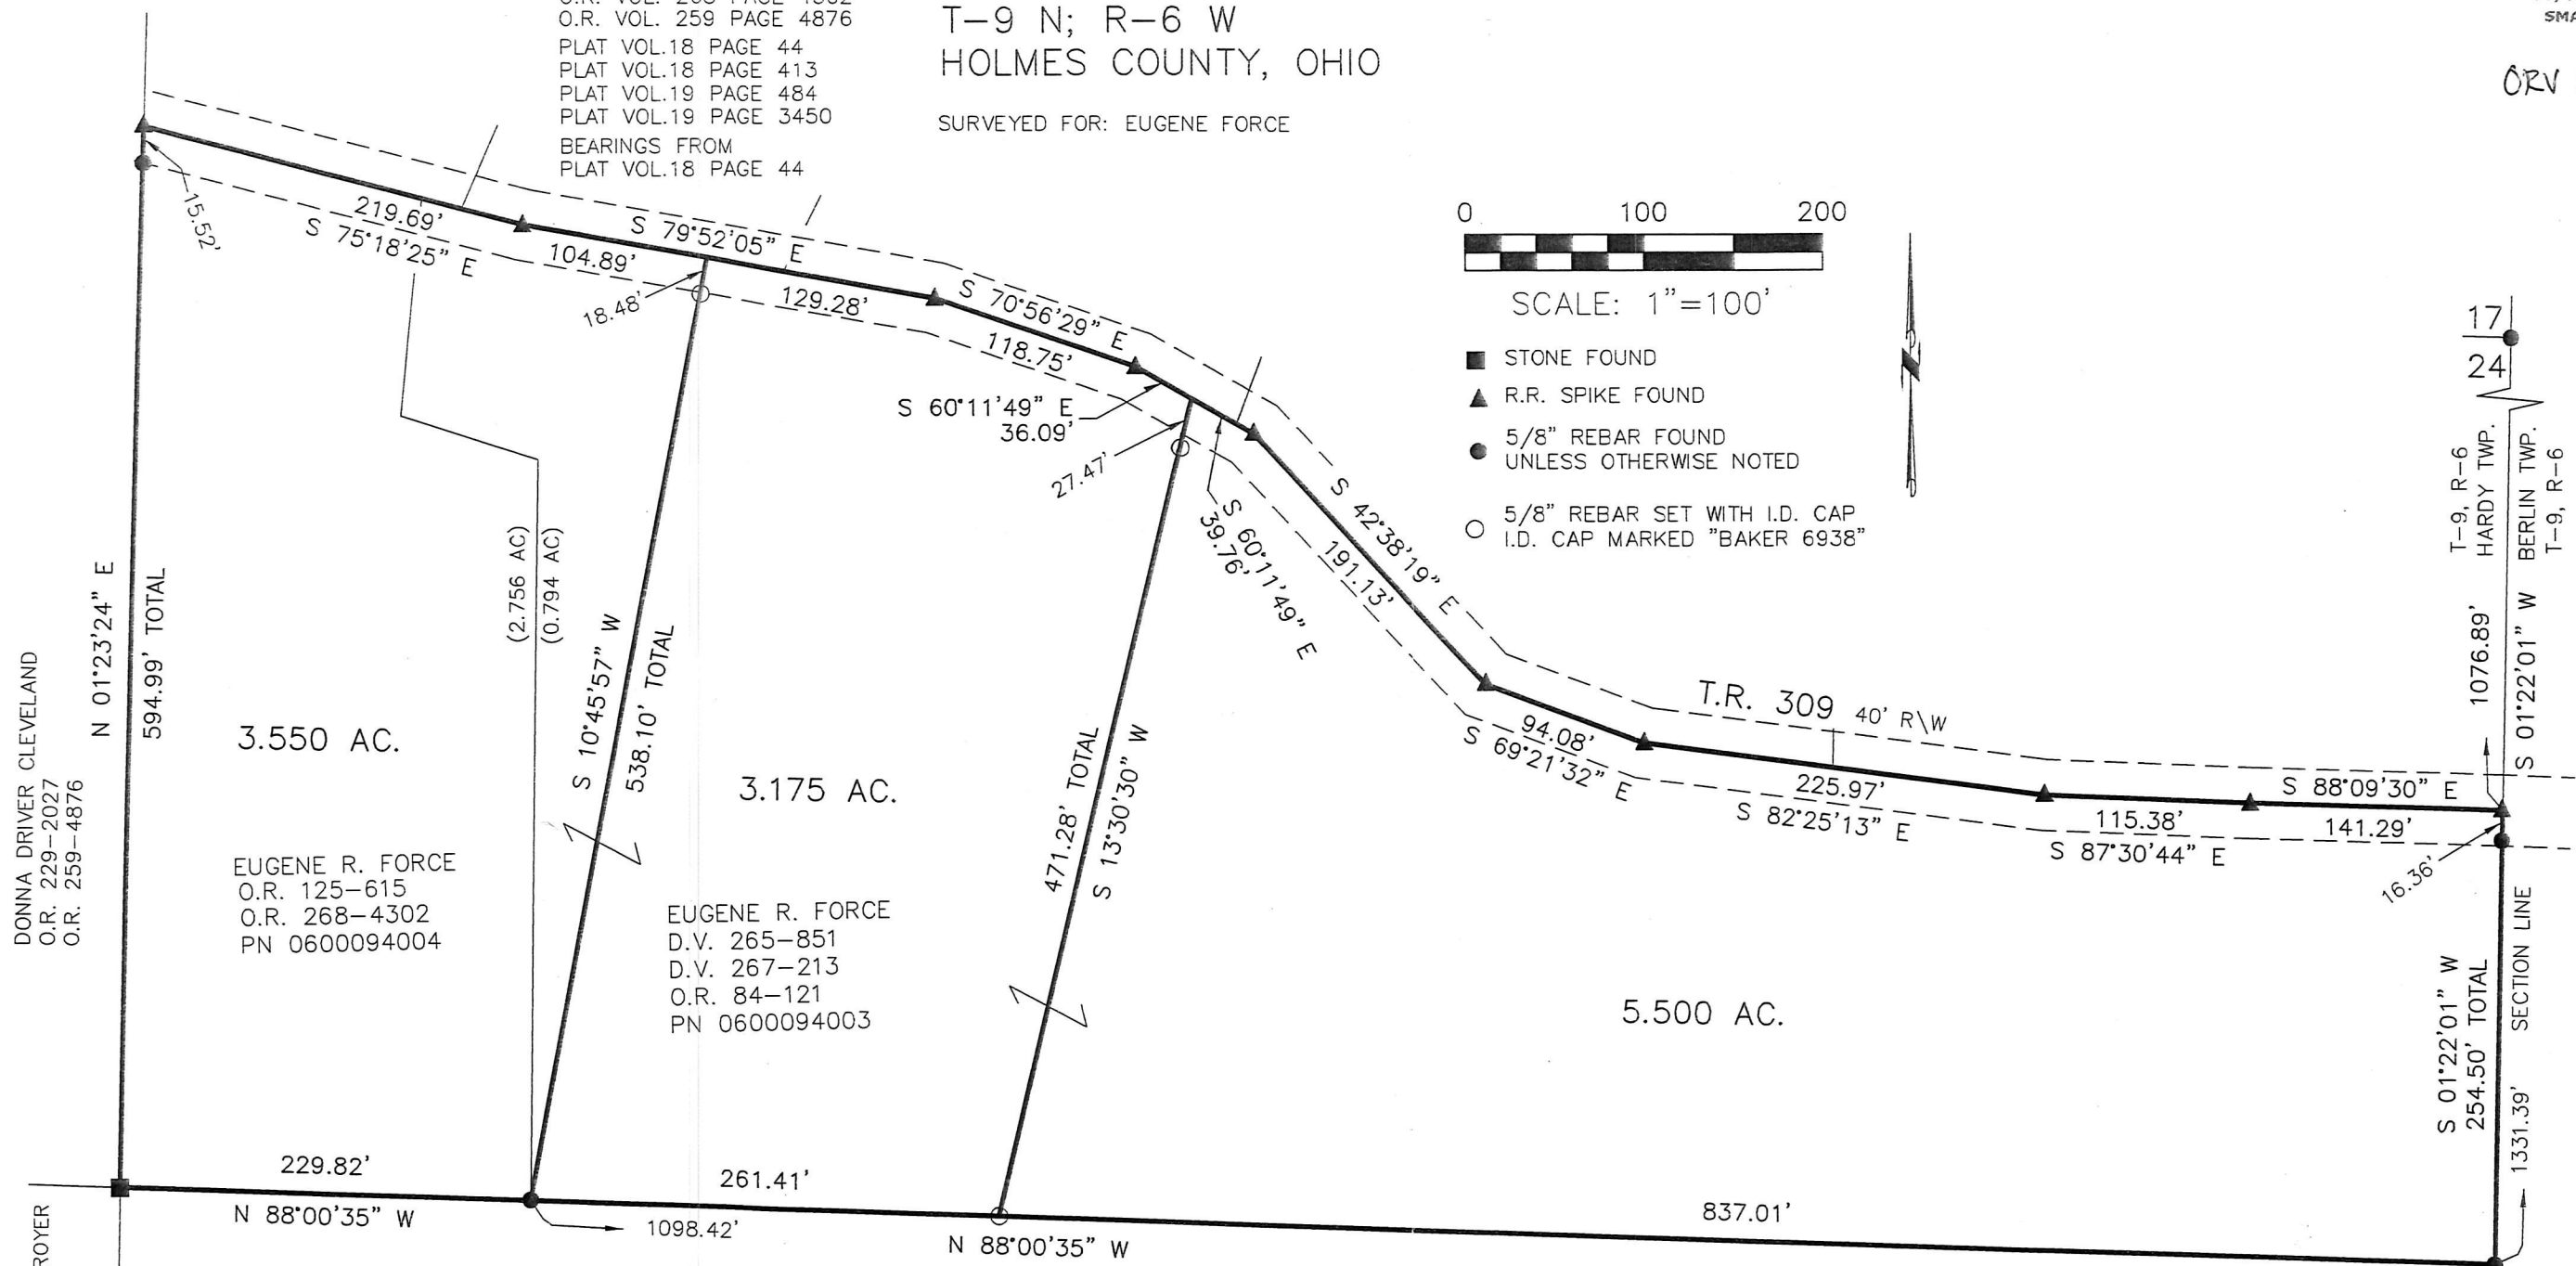 O.R. VOL. 259 PAGE 4876
PLAT VOL.18 PAGE 44
PLAT VOL.18 PAGE 413
PLAT VOL.19 PAGE 484
PLAT VOL.19 PAGE 3450
BEARINGS FROM
PLAT VOL.18 PAGE 44
T-9 N; R-6 W
HOLMES COUNTY, OHIO
SURVEYED FOR: EUGENE FORCE
SMA
ORV
15.52'
219.69'
S 75°18'25" E
S 79°52'05" E
104.89'
18.48'
129.28'
S 70°56'29" E
118.75'
S 60°11'49" E
36.09'
27.47'
S 60°11'49" E
39.76'
S 42°38'19" E
191.13'
94.08'
S 69°21'32" E
T.R. 309 40' R\W
225.97'
S 82°25'13" E
115.38'
S 87°30'44" E
S 88°09'30" E
141.29'
16.36'
0 100 200
SCALE: 1"=100'
STONE FOUND
R.R. SPIKE FOUND
5/8" REBAR FOUND
UNLESS OTHERWISE NOTED
5/8" REBAR SET WITH I.D. CAP
I.D. CAP MARKED "BAKER 6938"
17
24
T-9, R-6
HARDY TWP.
BERLIN TWP.
T-9, R-6
1076.89'
S 01°22'01" W
DONNA DRIVER CLEVELAND
O.R. 229-2027
O.R. 259-4876
N 01°23'24" E
594.99' TOTAL
(2.756 AC)
(0.794 AC)
3.550 AC.
EUGENE R. FORCE
O.R. 125-615
O.R. 268-4302
PN 0600094004
S 10°45'57" W
538.10' TOTAL
3.175 AC.
EUGENE R. FORCE
D.V. 265-851
D.V. 267-213
O.R. 84-121
PN 0600094003
471.28' TOTAL
S 13°30'30" W
5.500 AC.
S 01°22'01" W
254.50' TOTAL
1331.39'
SECTION LINE
229.82'
N 88°00'35" W
1098.42'
261.41'
N 88°00'35" W
837.01'
ROYER